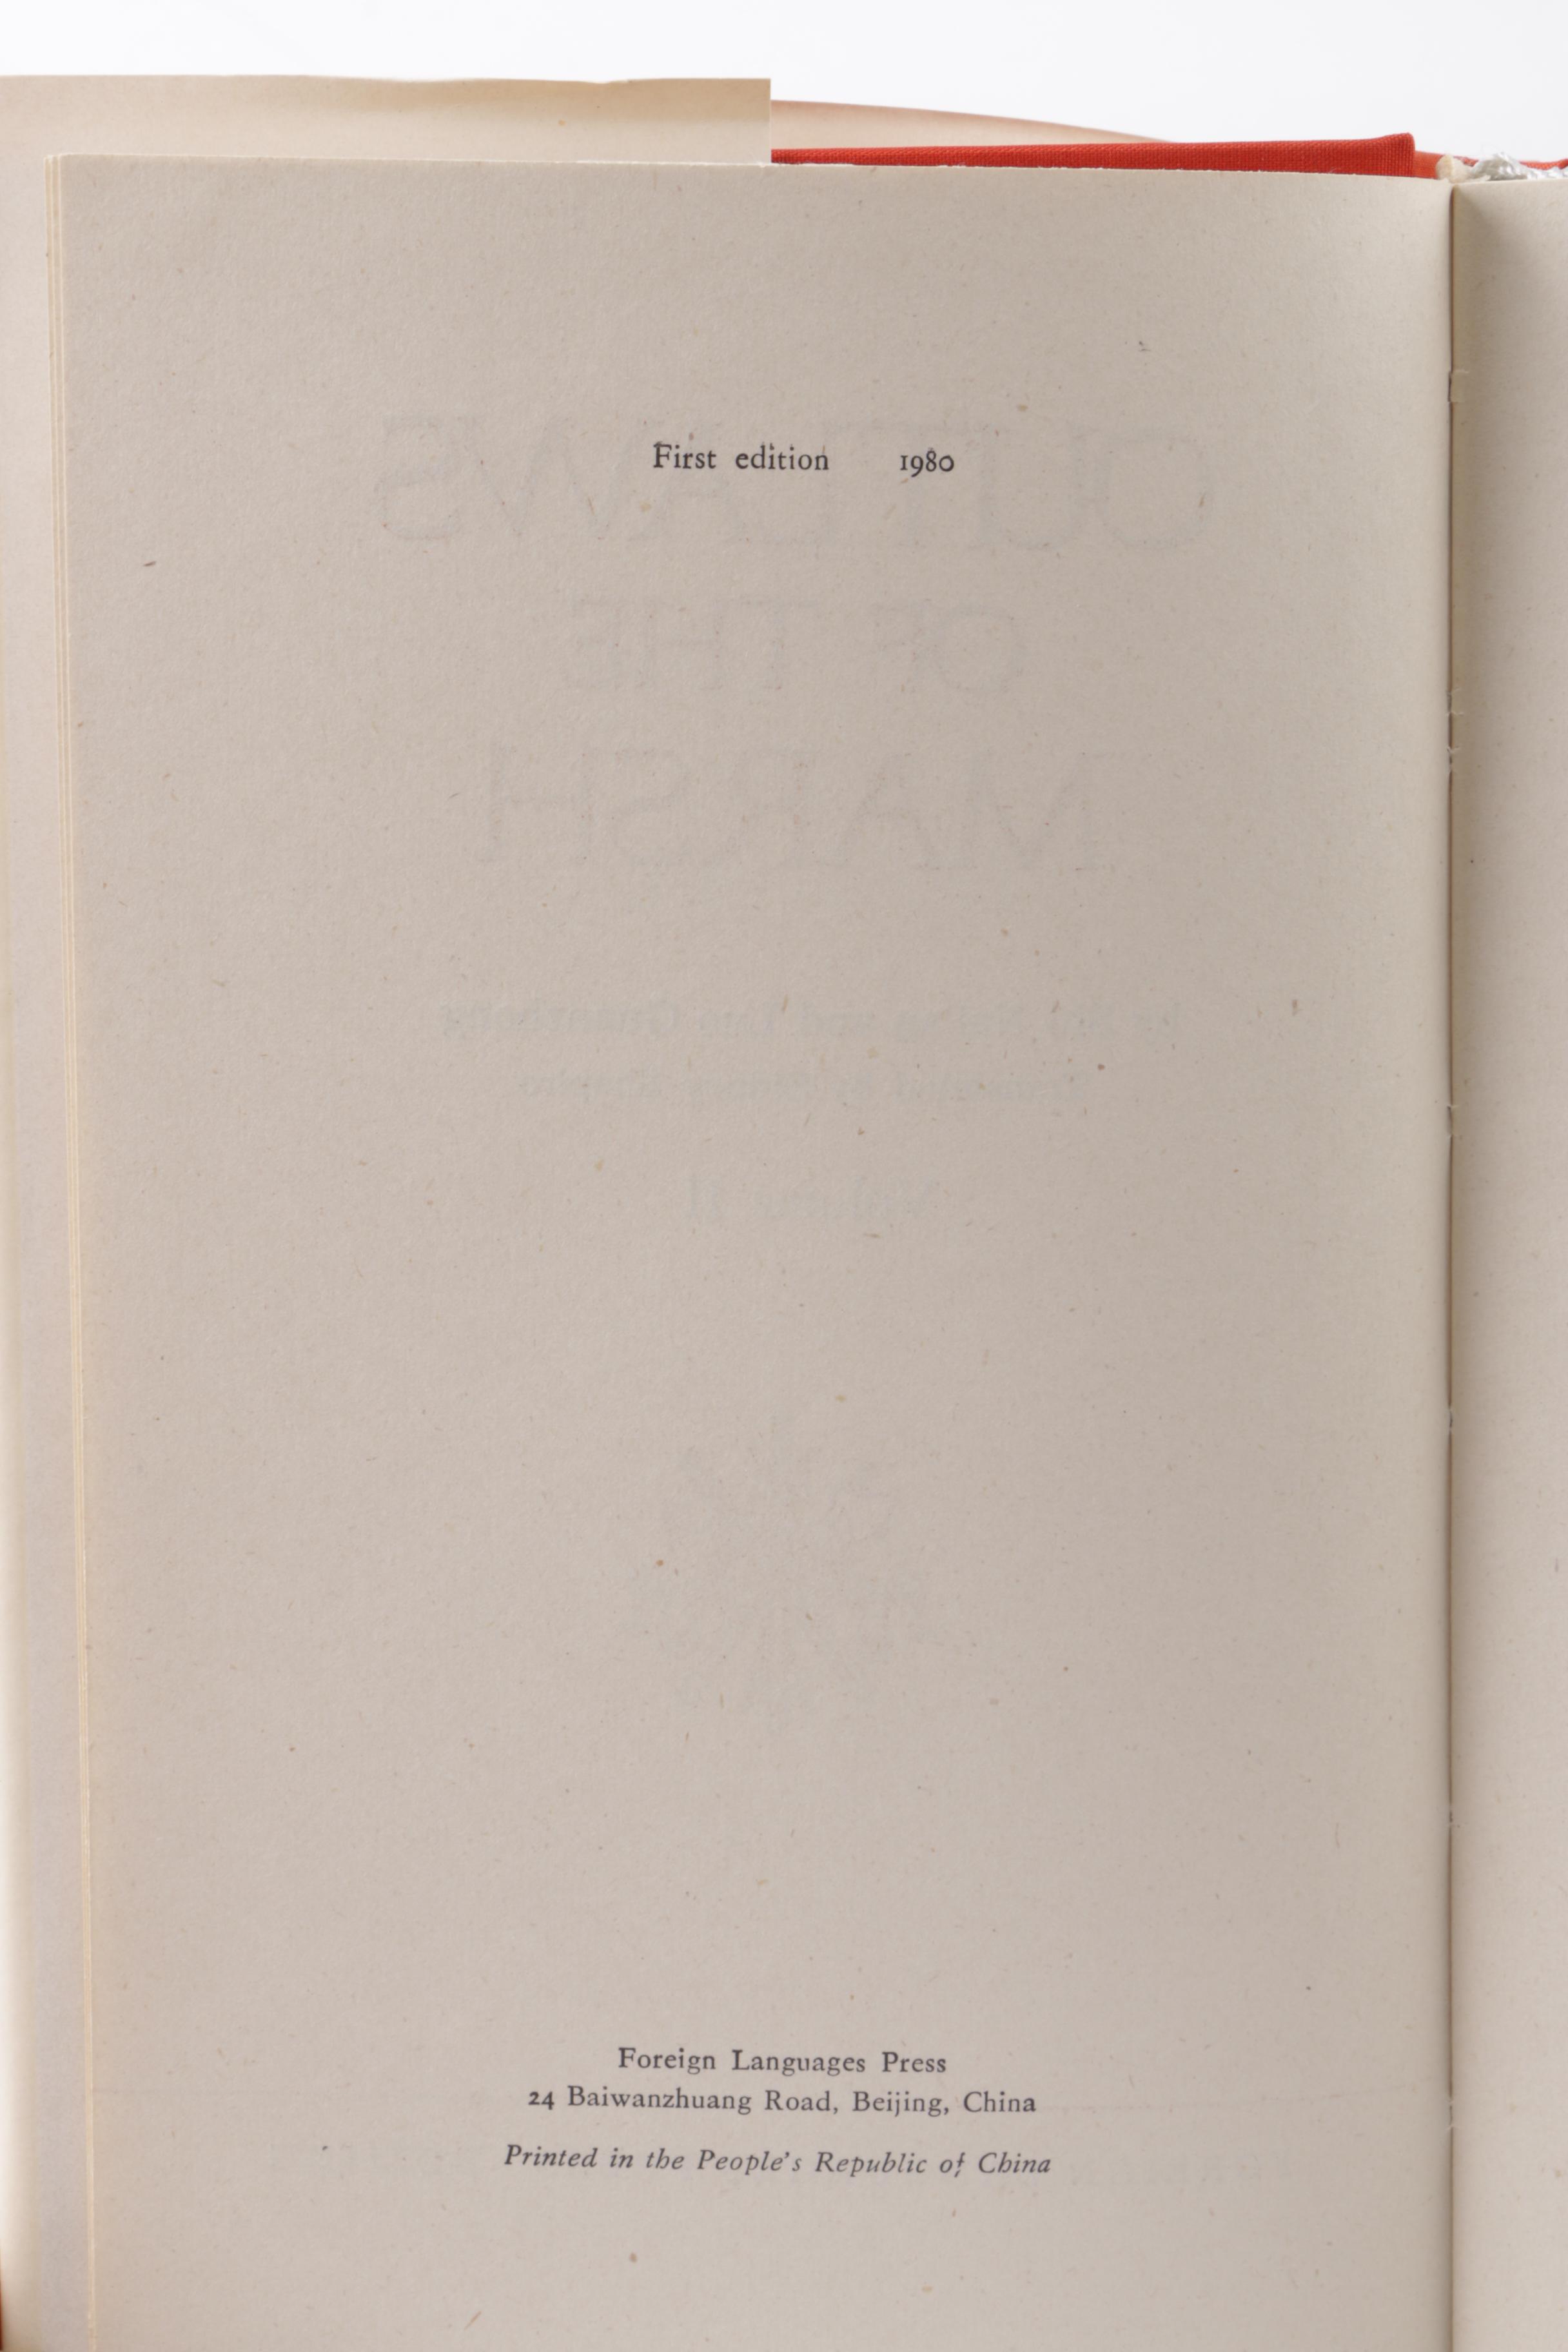 First edition 1980
Foreign Languages Press
24 Baiwanzhuang Road, Beijing, China
Printed in the People's Republic of China